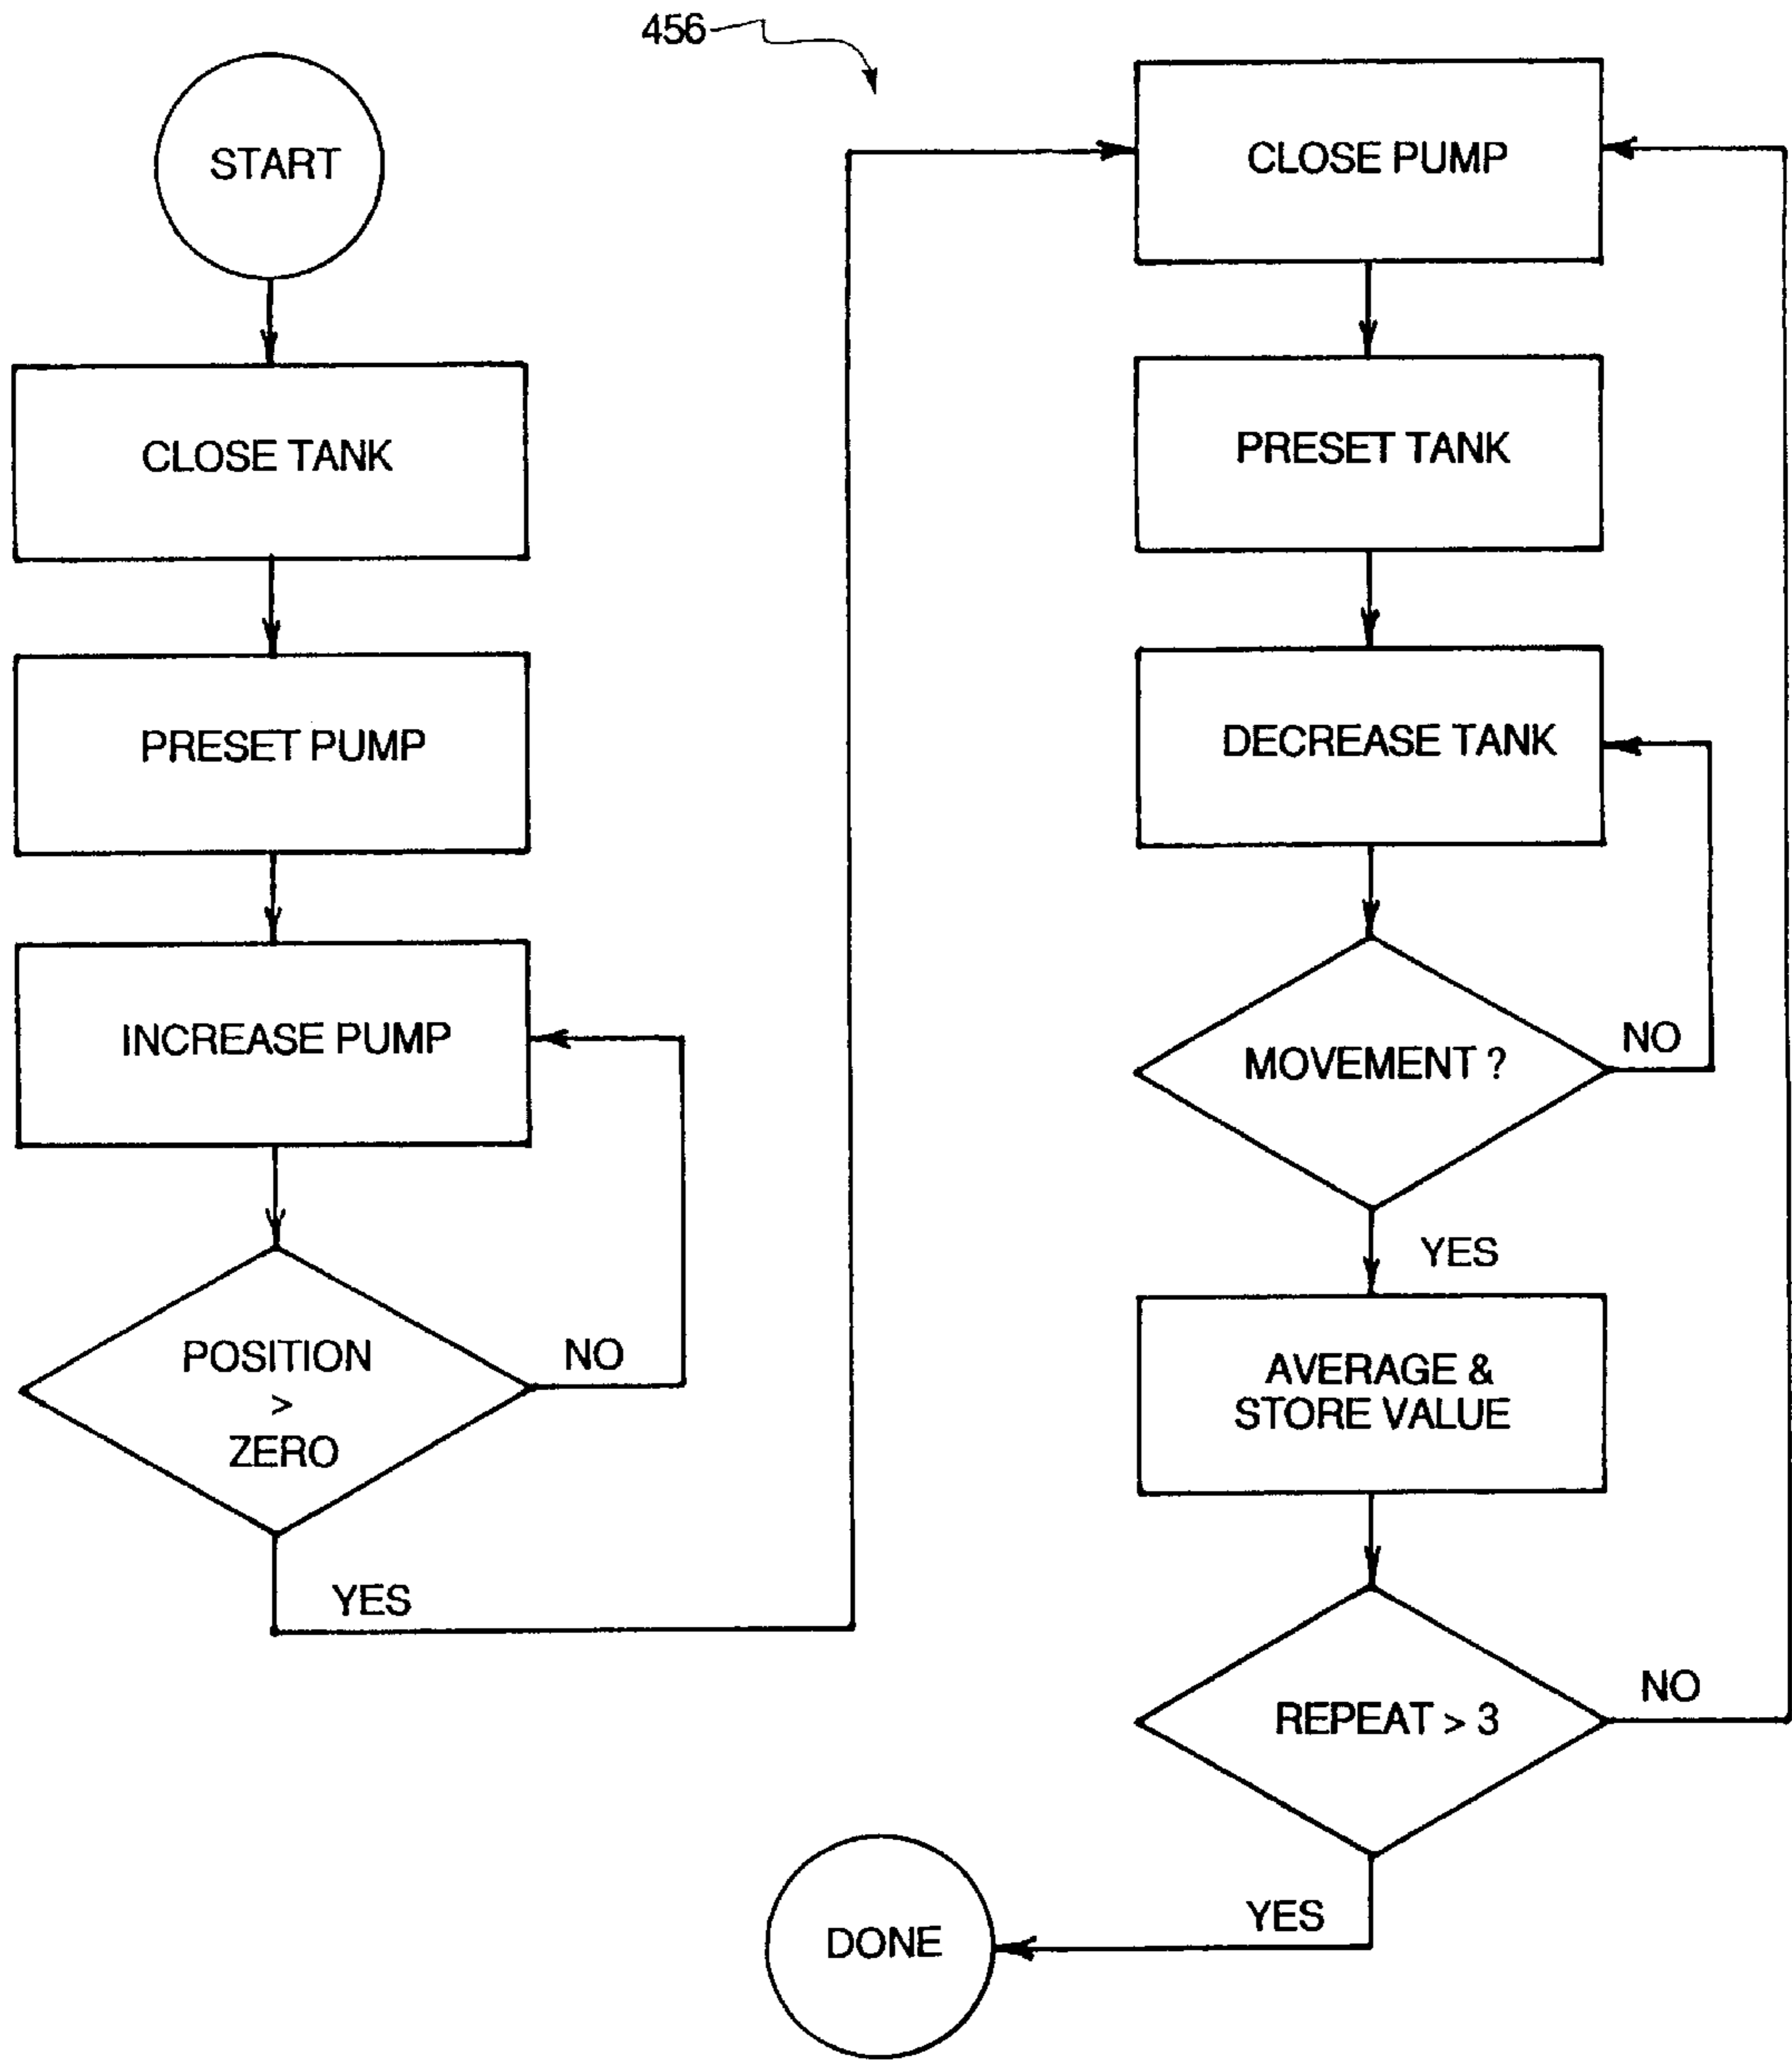 456
START
CLOSE TANK
PRESET PUMP
INCREASE PUMP
POSITION
>
ZERO
NO
YES
CLOSE PUMP
PRESET TANK
DECREASE TANK
MOVEMENT ?
NO
YES
AVERAGE &
STORE VALUE
REPEAT > 3
NO
YES
DONE